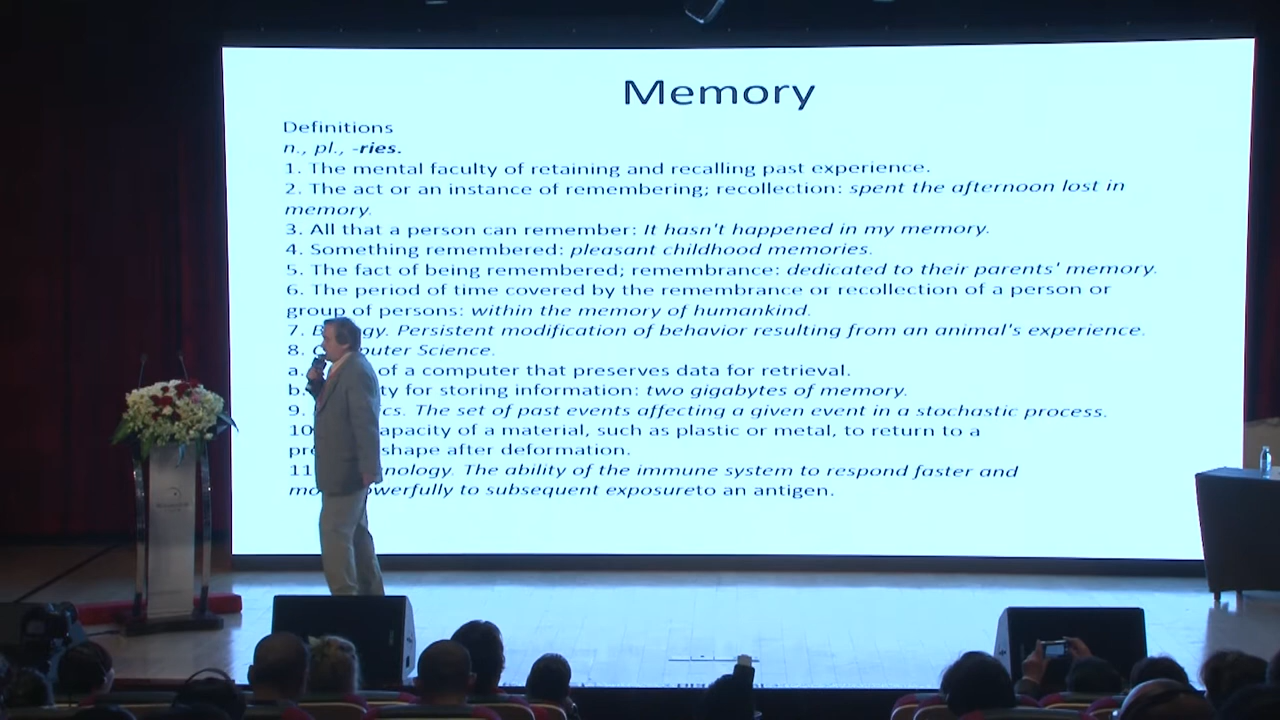 Memory
Definitions
n., pl., -ries.
1. The mental faculty of retaining and recalling past experience.
2. The act or an instance of remembering; recollection: spent the afternoon lost in
memory.
3. All that a person can remember: It hasn't happened in my memory.
4. Something remembered: pleasant childhood memories.
5. The fact of being remembered; remembrance: dedicated to their parents' memory.
6. The period of time covered by the remembrance or recollection of a person or
group of persons: within the memory of humankind.
7. Persistent modification of behavior resulting from an animal's experience.
8. Science.
a. of a computer that preserves data for retrieval.
b. for storing information: two gigabytes of memory.
9. The set of past events affecting a given event in a stochastic process.
10 of a material, such as plastic or metal, to return to a
shape after deformation.
11 The ability of the immune system to respond faster and
to subsequent exposureto an antigen.